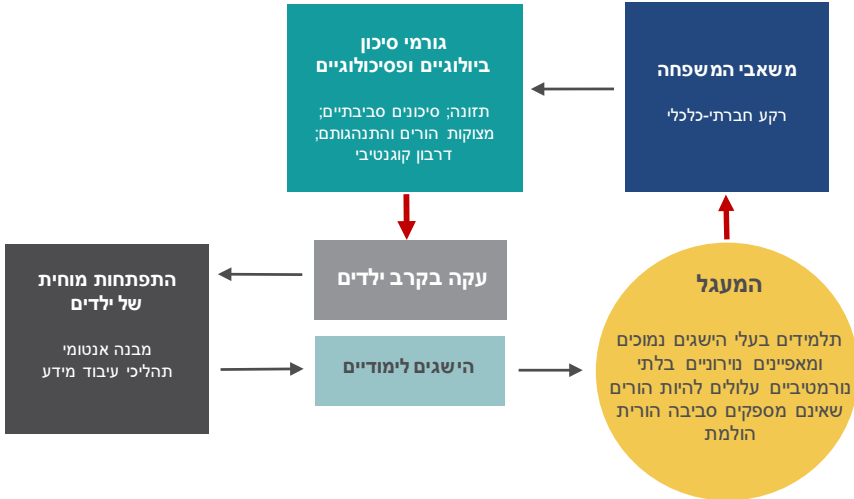 משאבי המשפחה
רקע חברתי-כלכלי
גורמי סיכון
ביולוגיים ופסיכולוגיים
תזונה; סיכונים סביבתיים;
מצוקות הורים והתנהגותם;
דרבון קוגנטיבי
עקה בקרב ילדים
התפתחות מוחית
של ילדים
מבנה אנטומי
תהליכי עיבוד מידע
הישגים לימודיים
המעגל
תלמידים בעלי הישגים נמוכים
ומאפיינים נוירוניים בלתי
נורמטיביים עלולים להיות הורים
שאינם מספקים סביבה הורית
הולמת